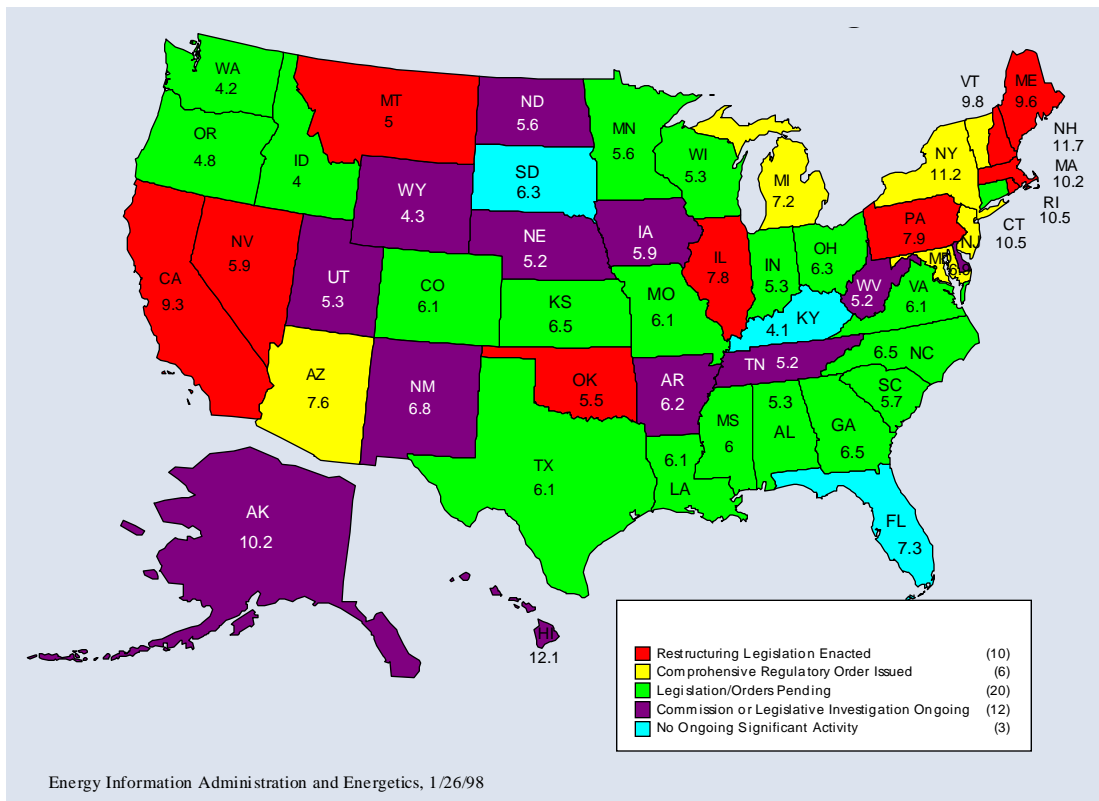 WA
4.2
MT
5
ND
5.6
MN
5.6
VT
9.8
ME
9.6
NH
11.7
MA
10.2
RI
10.5
CT
10.5
OR
4.8
ID
4
WY
4.3
SD
6.3
WI
5.3
MI
7.2
NY
11.2
PA
7.9
NJ
CA
9.3
NV
5.9
UT
5.3
CO
6.1
NE
5.2
IA
5.9
IL
7.8
IN
5.3
OH
6.3
WV
5.2
VA
6.1
KS
6.5
MO
6.1
4.1 KY
AZ
7.6
NM
6.8
OK
5.5
AR
6.2
TN 5.2
6.5 NC
SC
5.7
TX
6.1
6.1
LA
MS
6
5.3
AL
GA
6.5
FL
7.3
AK
10.2
HI
12.1
Restructuring Legislation Enacted (10)
Comprehensive Regulatory Order Issued (6)
Legislation/Orders Pending (20)
Commission or Legislative Investigation Ongoing (12)
No Ongoing Significant Activity (3)
Energy Information Administration and Energetics, 1/26/98